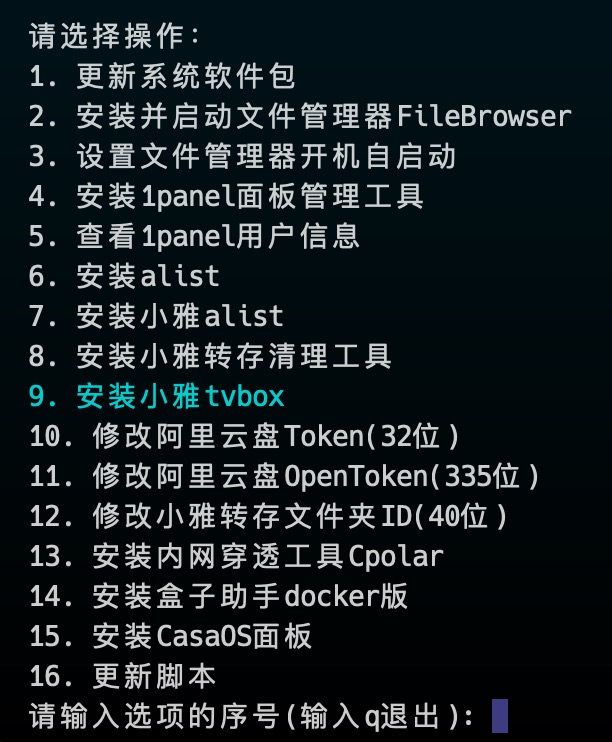 请选择操作：
1. 更新系统软件包
2. 安装并启动文件管理器FileBrowser
3. 设置文件管理器开机自启动
4. 安装1panel面板管理工具
5. 查看1panel用户信息
6. 安装alist
7. 安装小雅alist
8. 安装小雅转存清理工具
9. 安装小雅tvbox
10. 修改阿里云盘Token(32位)
11. 修改阿里云盘OpenToken(335位)
12. 修改小雅转存文件夹ID(40位)
13. 安装内网穿透工具Cpolar
14. 安装盒子助手docker版
15. 安装CasaOS面板
16. 更新脚本
请输入选项的序号(输入q退出):